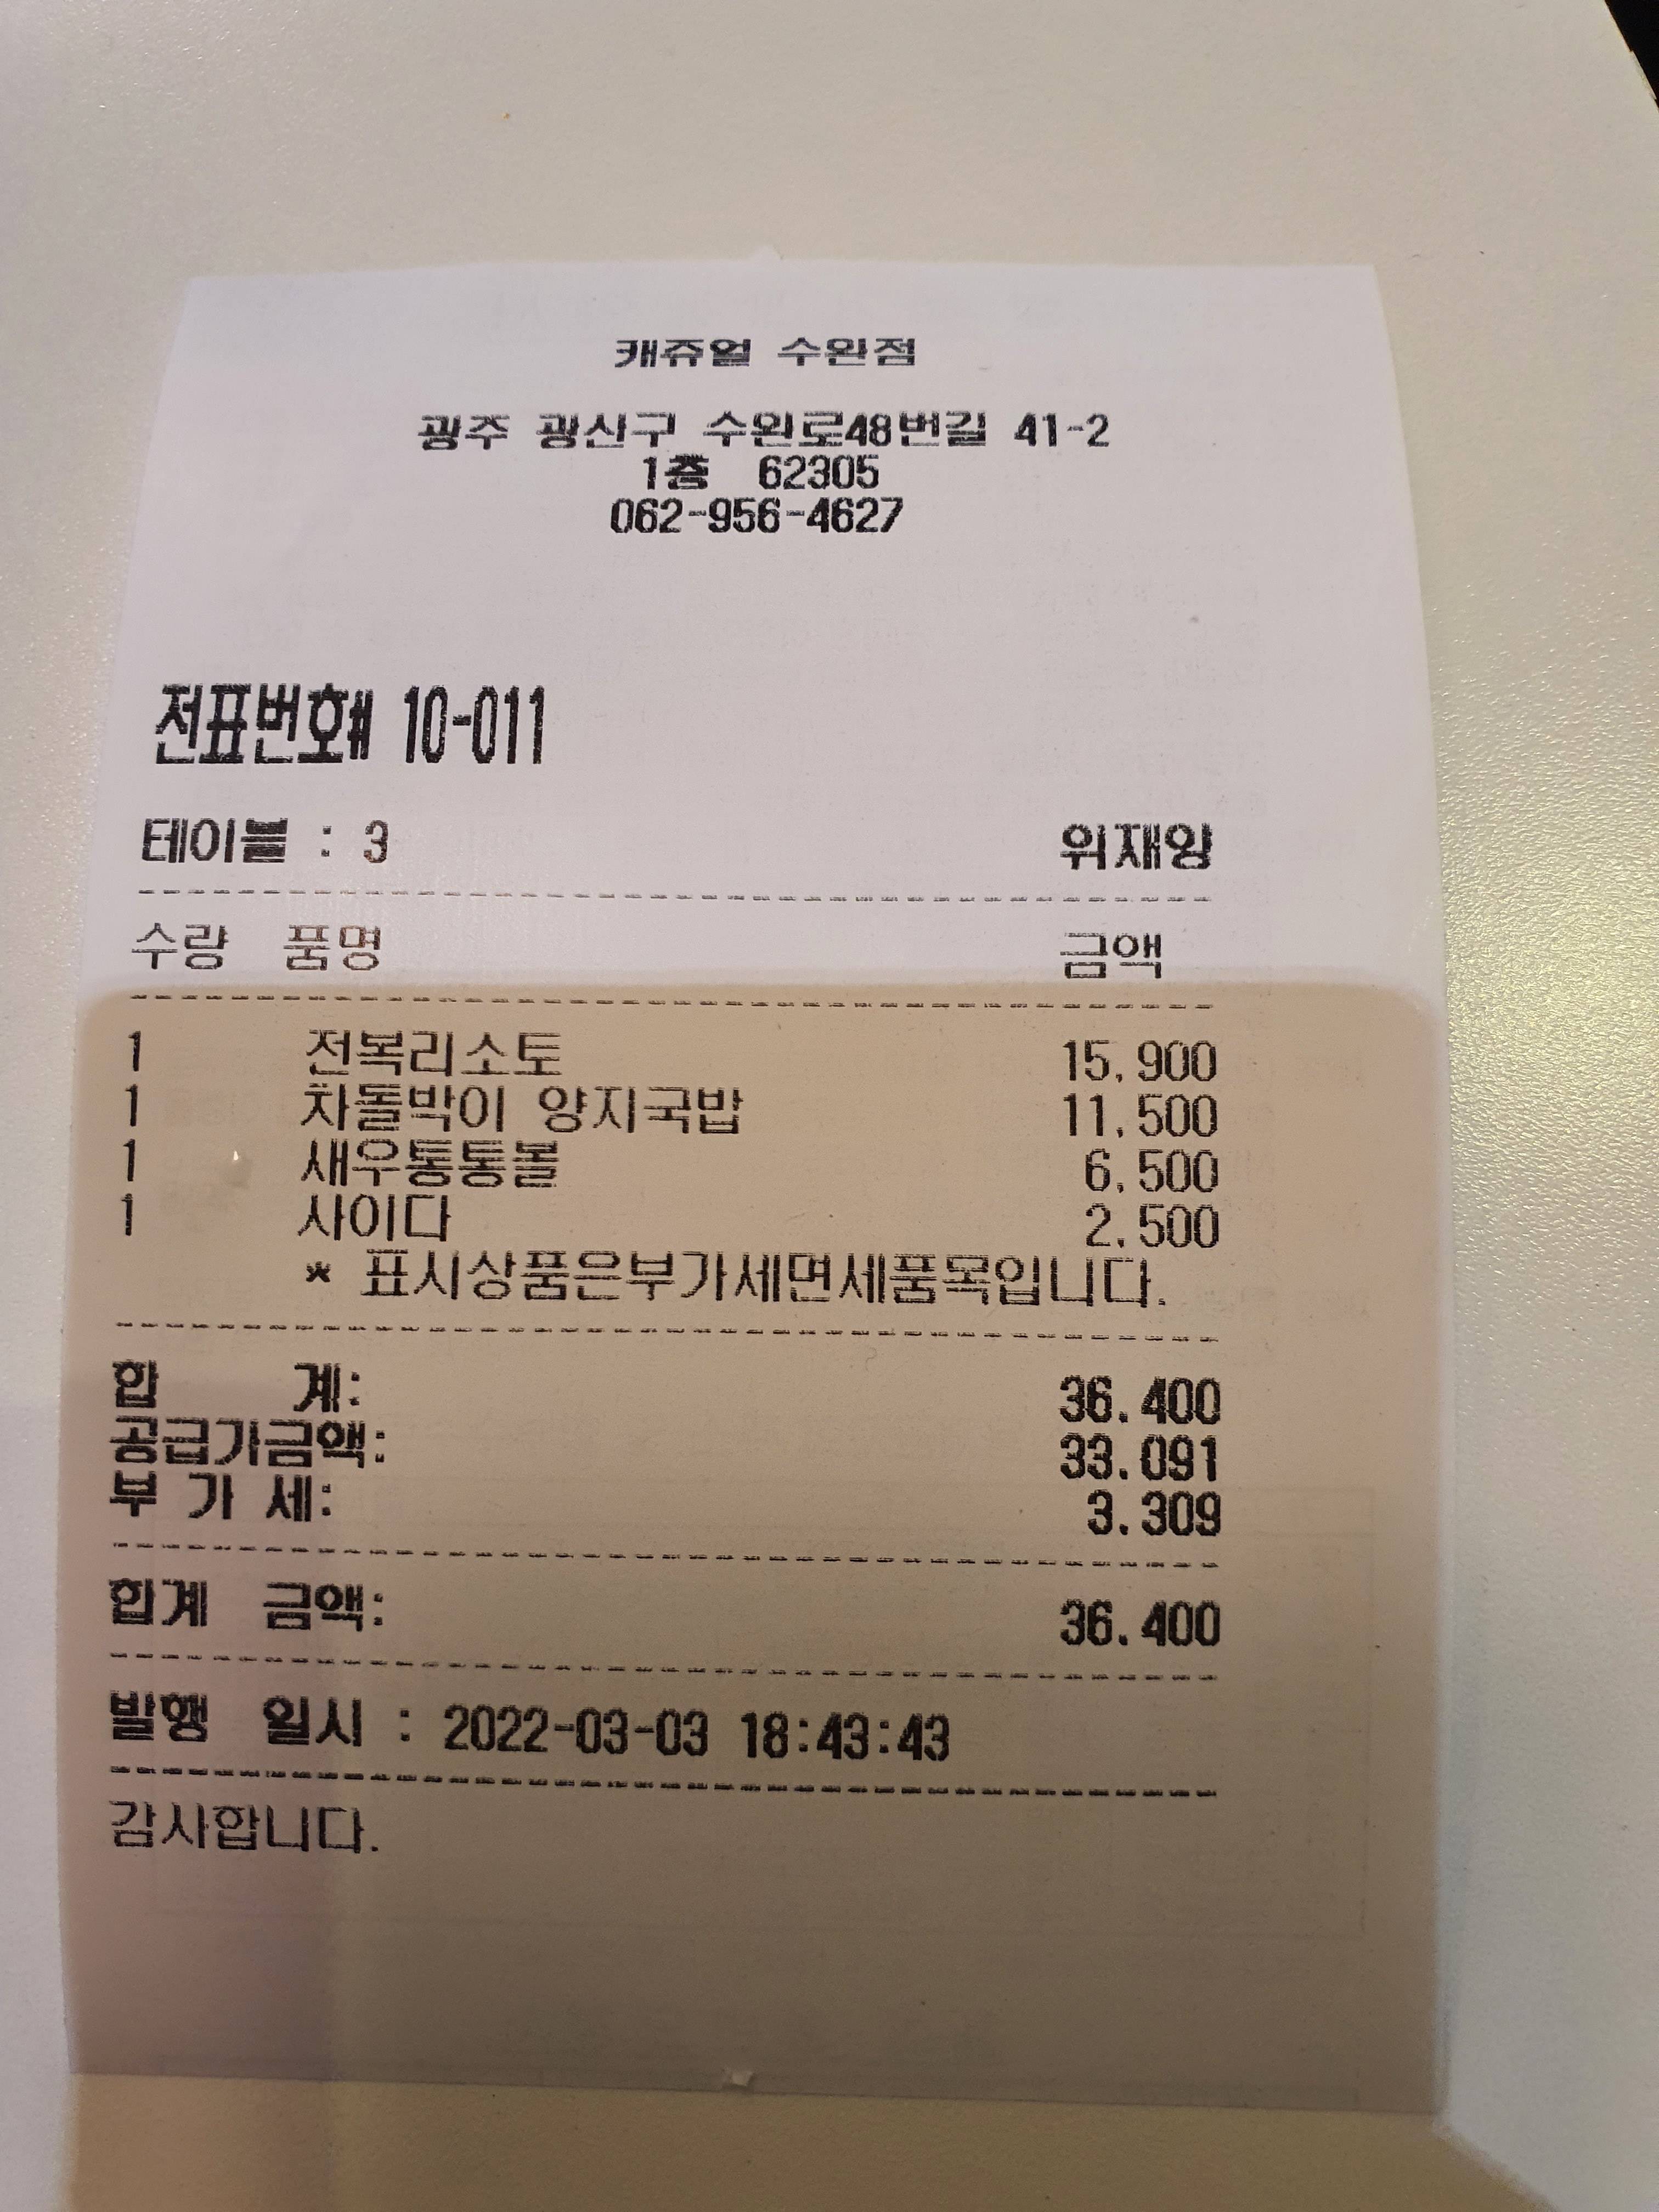 캐쥬얼 수완점
광주 광산구 수완로48번길 41-2
1층 62305
062-956-4627
전표번호# 10-011
테이블 : 3 위재양
수량 품명 금액
1 전복리소토 15,900
1 차돌박이 양지국밥 11,500
1 새우통통볼 6,500
1 사이다 2,500
* 표시상품은부가세면세품목입니다.
합 계: 36,400
공급가금액: 33,091
부 가 세: 3,309
합계 금액: 36,400
발행 일시 : 2022-03-03 18:43:43
감사합니다.